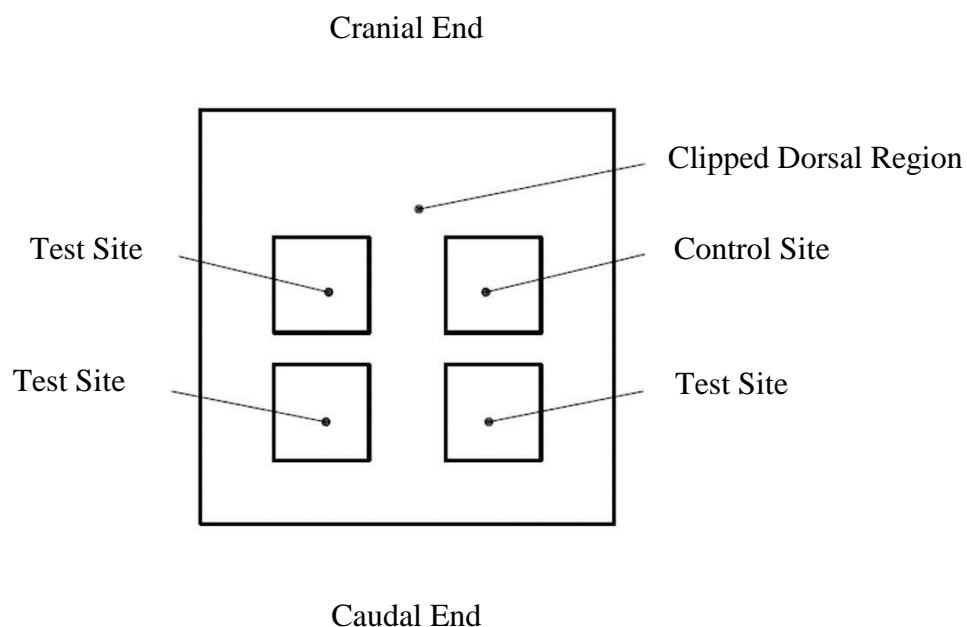 Cranial End
Clipped Dorsal Region
Test Site
Control Site
Test Site
Test Site
Caudal End